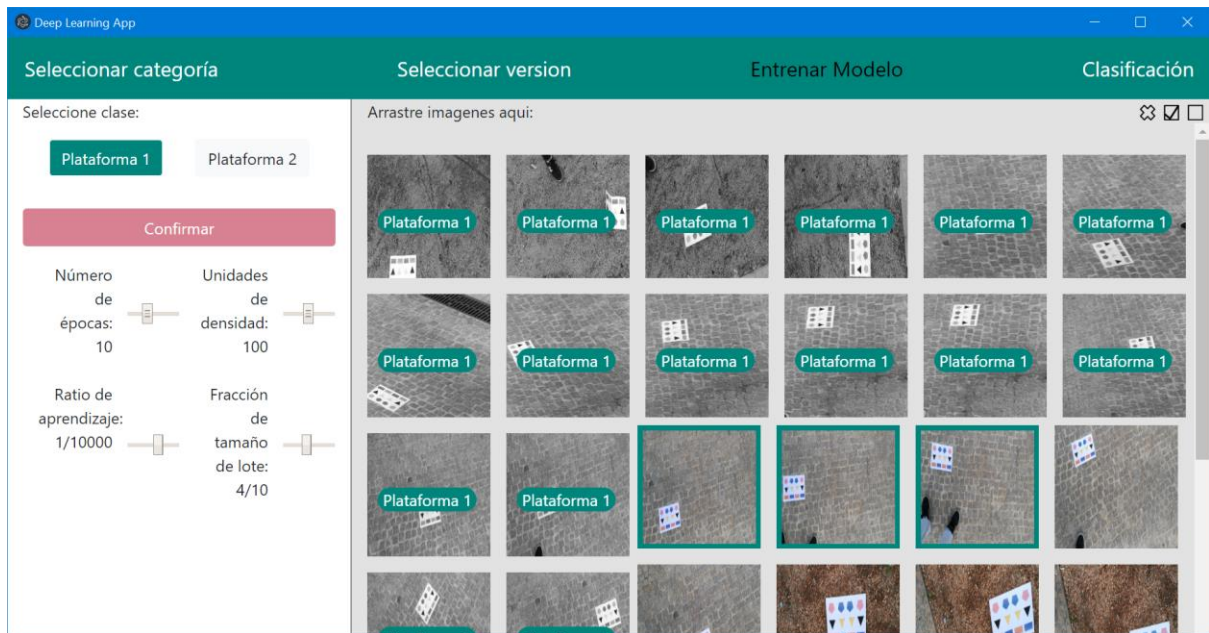 Deep Learning App
Seleccionar categoría
Seleccionar version
Entrenar Modelo
Clasificación
Seleccione clase:
Arrastre imagenes aqui:
Plataforma 1
Plataforma 2
Confirmar
Número
de
épocas:
10
Unidades
de
densidad:
100
Ratio de
aprendizaje:
1/10000
Fracción
de
tamaño
de lote:
4/10
Plataforma 1
Plataforma 1
Plataforma 1
Plataforma 1
Plataforma 1
Plataforma 1
Plataforma 1
Plataforma 1
Plataforma 1
Plataforma 1
Plataforma 1
Plataforma 1
Plataforma 1
Plataforma 1